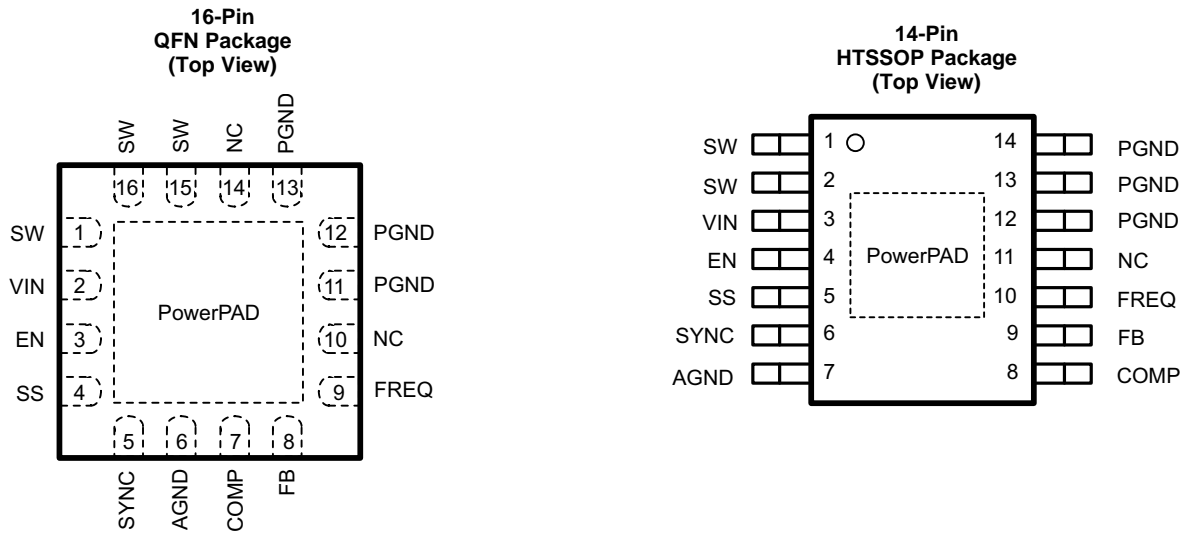 16-Pin
QFN Package
(Top View)
SW
SW
NC
PGND
16
15
14
13
SW 1
12 PGND
VIN 2
11 PGND
PowerPAD
EN 3
10 NC
SS 4
9 FREQ
5
6
7
8
SYNC
AGND
COMP
FB
14-Pin
HTSSOP Package
(Top View)
SW 1
14 PGND
SW 2
13 PGND
VIN 3
12 PGND
EN 4
PowerPAD
11 NC
SS 5
10 FREQ
SYNC 6
9 FB
AGND 7
8 COMP